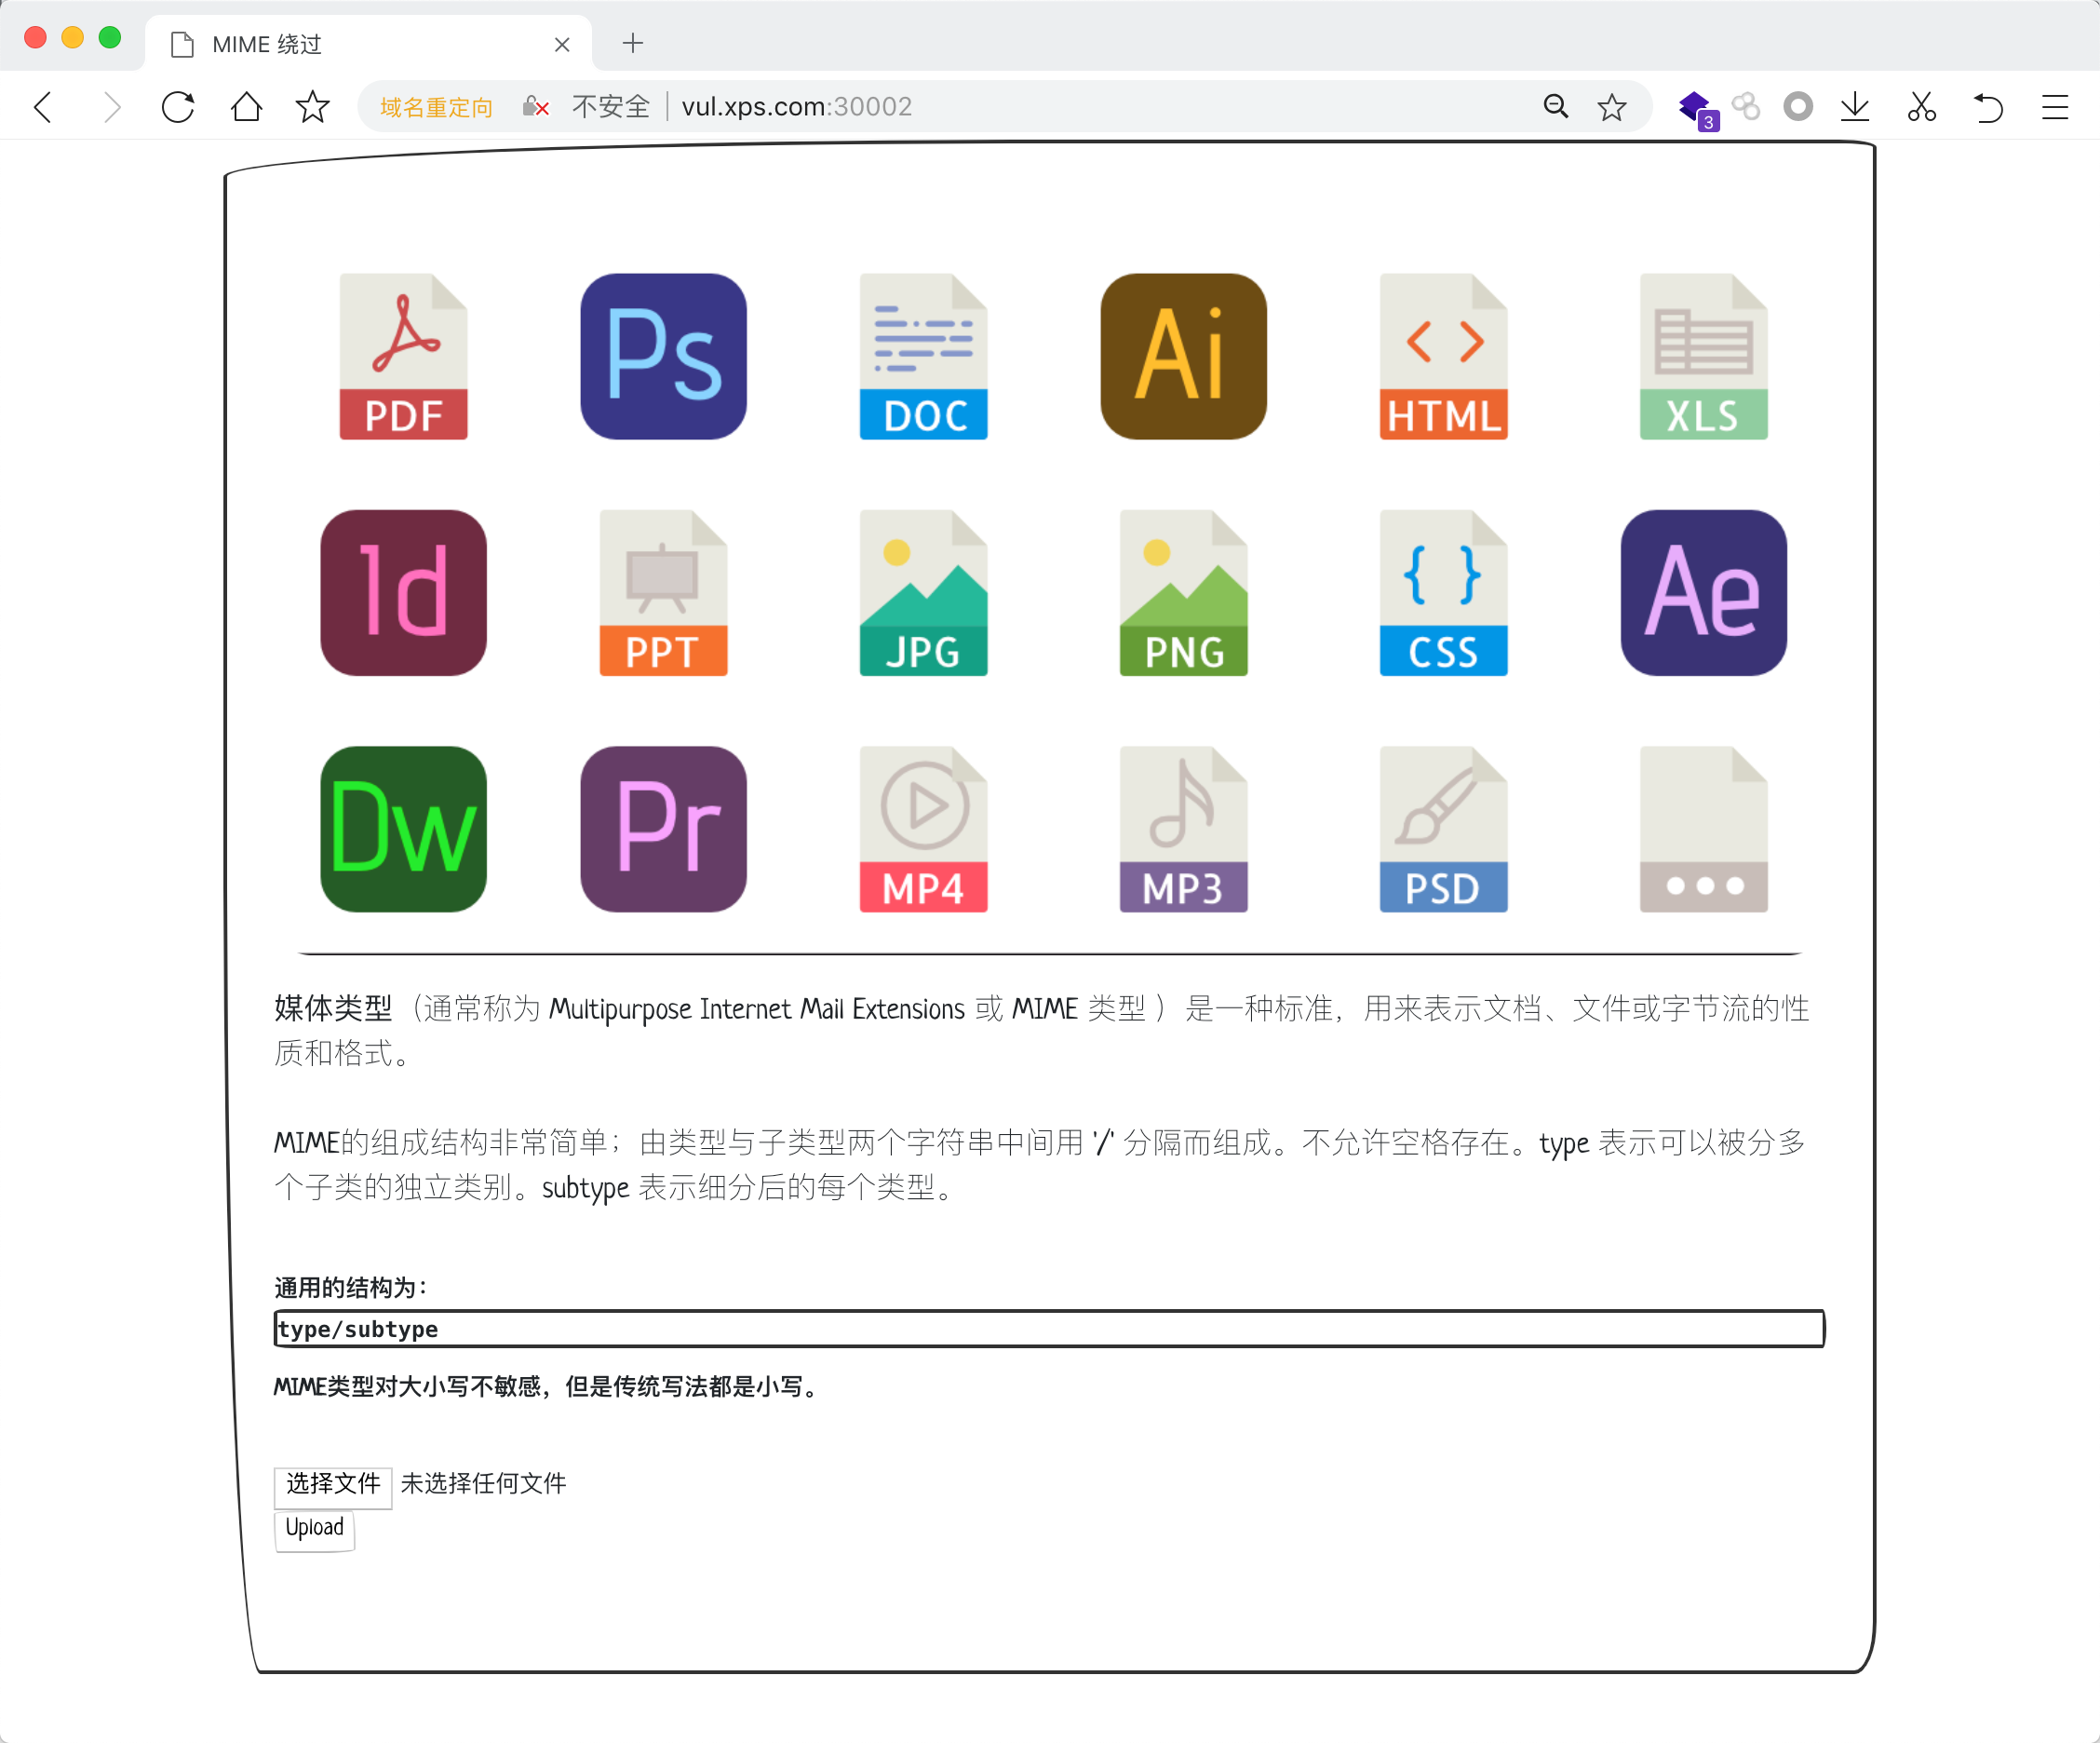 MIME 绕过
域名重定向 不安全 vul.xps.com:30002
3
PDF Ps DOC Ai HTML XLS
Id PPT JPG PNG CSS Ae
Dw Pr MP4 MP3 PSD
媒体类型（通常称为 Multipurpose Internet Mail Extensions 或 MIME 类型 ）是一种标准，用来表示文档、文件或字节流的性
质和格式。
MIME的组成结构非常简单；由类型与子类型两个字符串中间用 '/' 分隔而组成。不允许空格存在。type 表示可以被分多
个子类的独立类别。subtype 表示细分后的每个类型。
通用的结构为：
type/subtype
MIME类型对大小写不敏感，但是传统写法都是小写。
选择文件 未选择任何文件
Upload